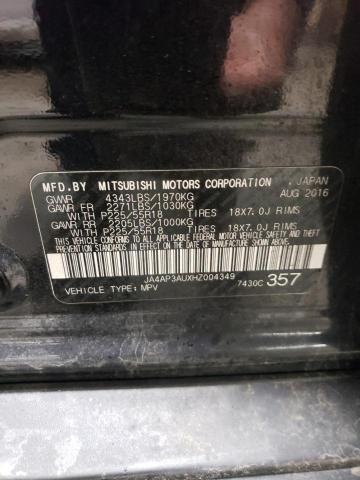 MFD.BY MITSUBISHI MOTORS CORPORATION , JAPAN
GVWR 4343LBS/1970KG AUG 2016
GAWR FR 2271LBS/1030KG
WITH P225/55R18 TIRES 18X7.0J RIMS
GAWR RR 2205LBS/1000KG
WITH P225/55R18 TIRES 18X7.0J RIMS
THIS VEHICLE CONFORMS TO ALL APPLICABLE
FEDERAL MOTOR VEHICLE SAFETY AND THEFT
PREVENTION STANDARDS IN EFFECT ON THE DATE
OF MANUFACTURE SHOWN ABOVE.
JA4AP3AUXHZ004349 7430C 357
VEHICLE TYPE: MPV